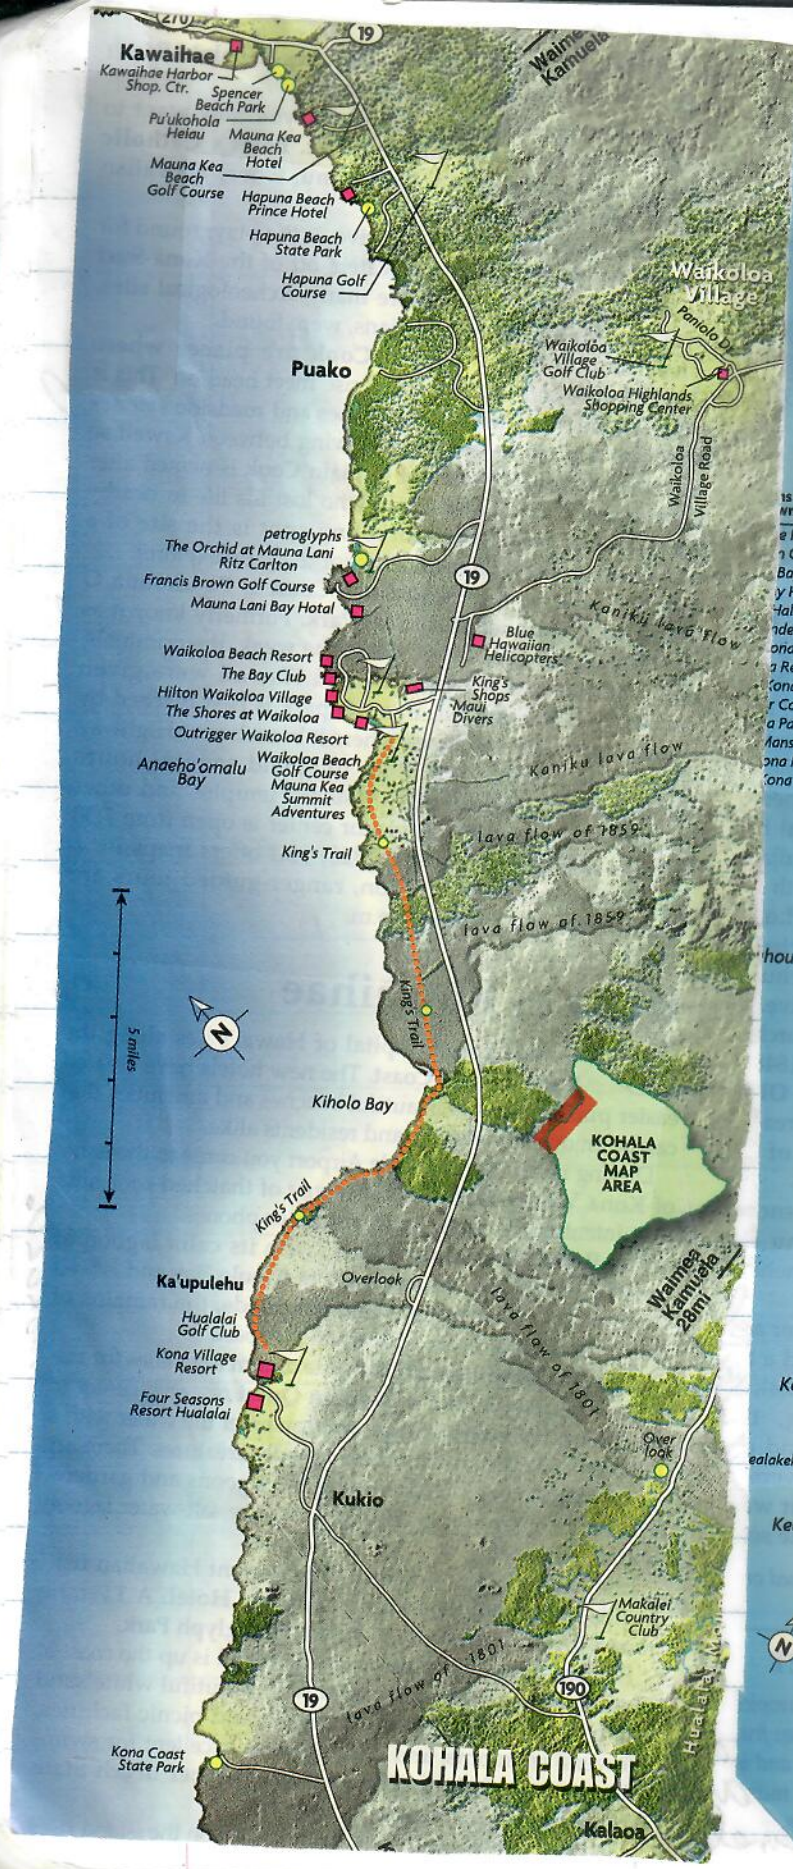 (270)
19
Kawaihae
Waimea
Kamuela
Kawaihae Harbor
Shop. Ctr.
Spencer
Beach Park
Pu'ukohola
Heiau
Mauna Kea
Beach
Hotel
Mauna Kea
Beach
Golf Course
Hapuna Beach
Prince Hotel
Hapuna Beach
State Park
Hapuna Golf
Course
Waikoloa
Village
Paniolo Dr.
Waikoloa
Village
Golf Club
Waikoloa Highlands
Shopping Center
Puako
Waikoloa
Village Road
petroglyphs
The Orchid at Mauna Lani
Ritz Carlton
Francis Brown Golf Course
Mauna Lani Bay Hotal
19
Kanikü lava flow
Blue
Hawaiian
Helicopters
Waikoloa Beach Resort
The Bay Club
Hilton Waikoloa Village
The Shores at Waikoloa
Outrigger Waikoloa Resort
King's
Shops
Maui
Divers
Anaeho'omalu
Bay
Waikoloa Beach
Golf Course
Mauna Kea
Summit
Adventures
Kaniku lava flow
lava flow of 1859
King's Trail
lava flow of 1859
King's Trail
N
5 miles
Kiholo Bay
KOHALA
COAST
MAP
AREA
King's Trail
Ka'upulehu
Overlook
Waimea
Kamuela
28mi
Hualalai
Golf Club
lava flow of 1801
Kona Village
Resort
Four Seasons
Resort Hualalai
Over
look
Kukio
Makalei
Country
Club
lava flow of 1801
19
190
Kona Coast
State Park
KOHALA COAST
Kalaoa
N